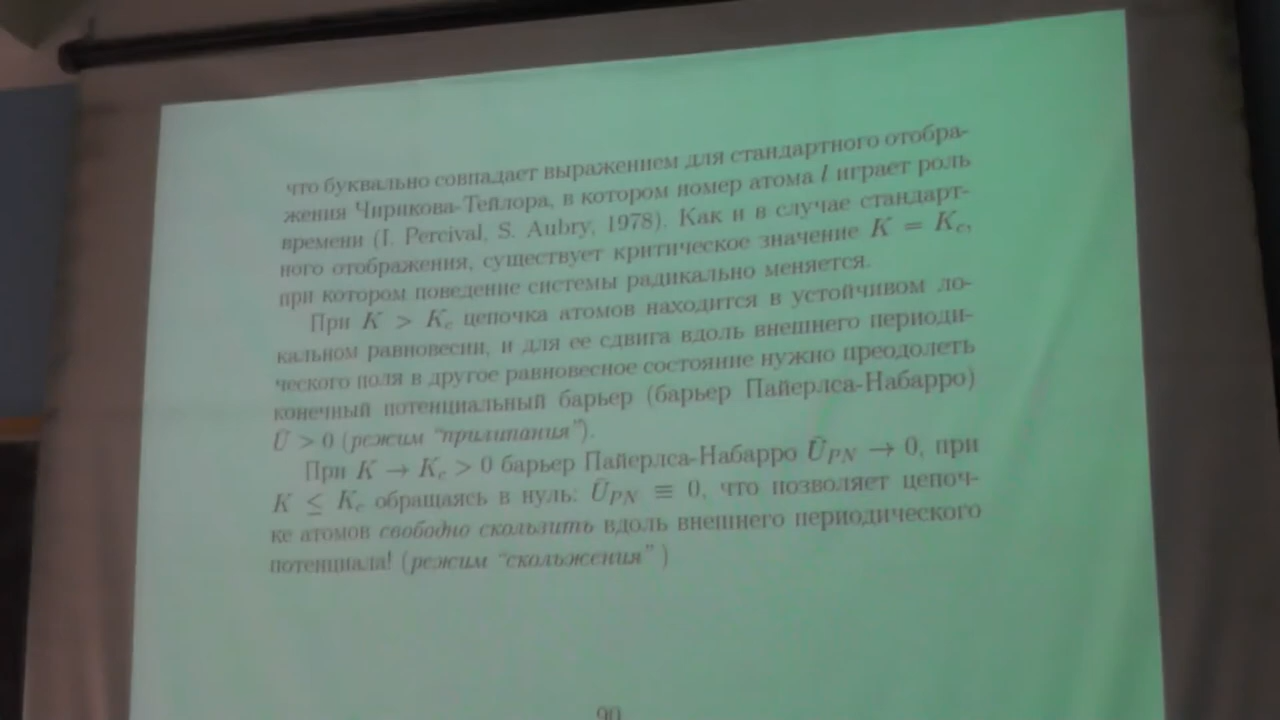 что буквально совпадает выражением для стандартного отобра-
жения Чирикова-Тейлора, в котором номер атома l играет роль
времени (I. Percival, S. Aubry, 1978). Как и в случае стандарт-
ного отображения, существует критическое значение K = K_c,
при котором поведение системы радикально меняется.
При K > K_c цепочка атомов находится в устойчивом ло-
кальном равновесии, и для ее сдвига вдоль внешнего периоди-
ческого поля в другое равновесное состояние нужно преодолеть
конечный потенциальный барьер (барьер Пайерлса-Набарро)
Ū > 0 (режим “прилипания”).
При K → K_c > 0 барьер Пайерлса-Набарро Ū_PN → 0, при
K ≤ K_c обращаясь в нуль: Ū_PN ≡ 0, что позволяет цепоч-
ке атомов свободно скользить вдоль внешнего периодического
потенциала! (режим “скольжения” )
90